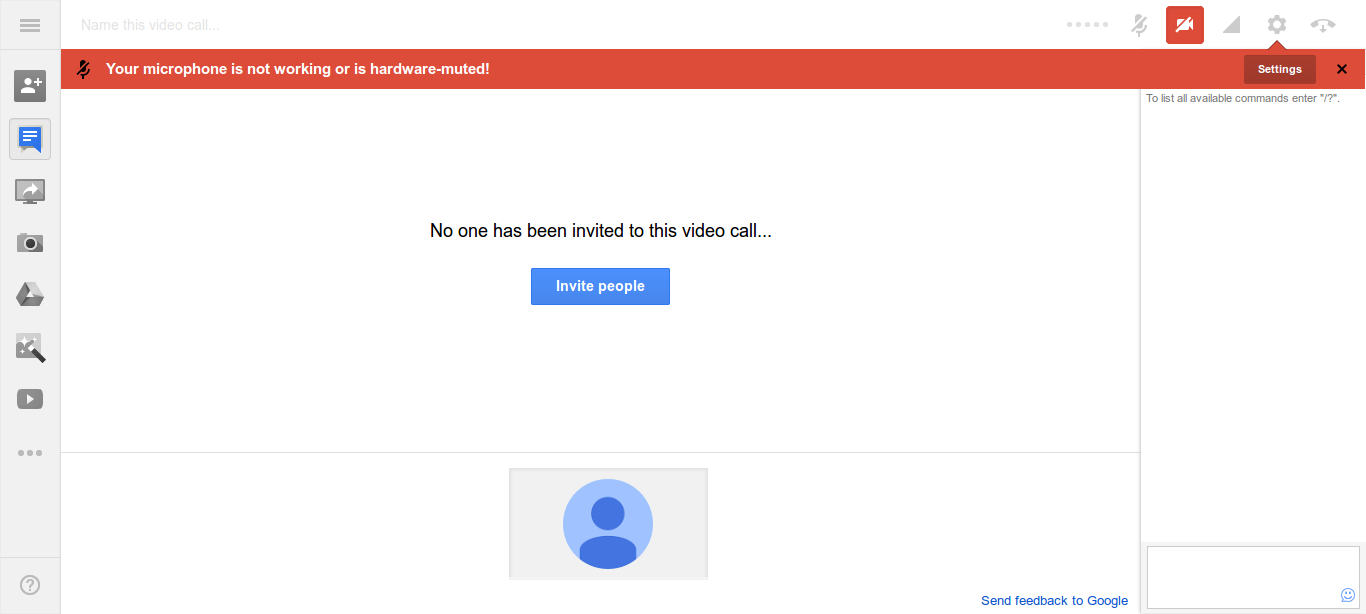 Name this video call...
Your microphone is not working or is hardware-muted!
Settings
To list all available commands enter "/?".
No one has been invited to this video call...
Invite people
Send feedback to Google